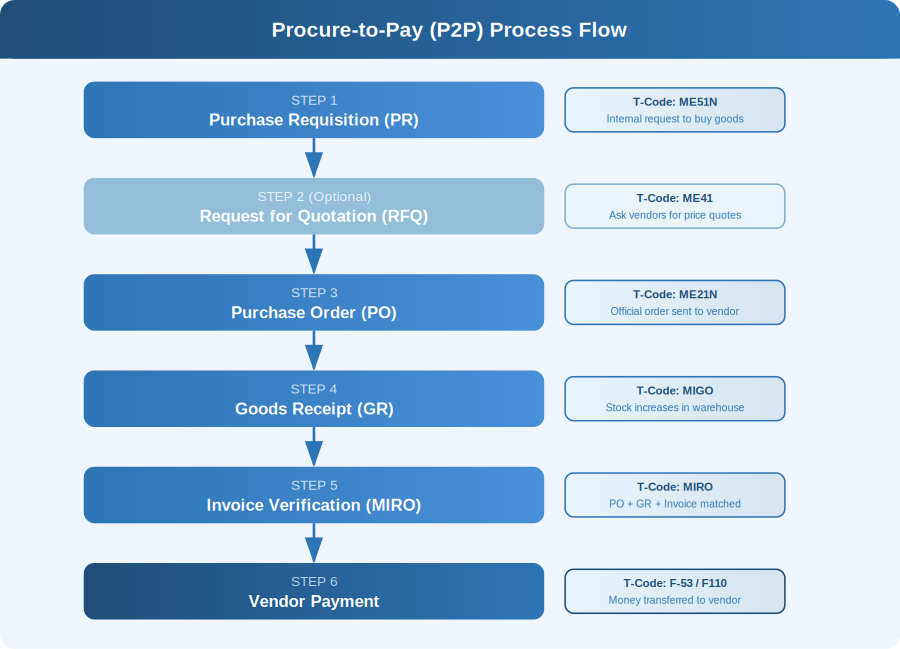 Procure-to-Pay (P2P) Process Flow
STEP 1
Purchase Requisition (PR)
T-Code: ME51N
Internal request to buy goods
STEP 2 (Optional)
Request for Quotation (RFQ)
T-Code: ME41
Ask vendors for price quotes
STEP 3
Purchase Order (PO)
T-Code: ME21N
Official order sent to vendor
STEP 4
Goods Receipt (GR)
T-Code: MIGO
Stock increases in warehouse
STEP 5
Invoice Verification (MIRO)
T-Code: MIRO
PO + GR + Invoice matched
STEP 6
Vendor Payment
T-Code: F-53 / F110
Money transferred to vendor